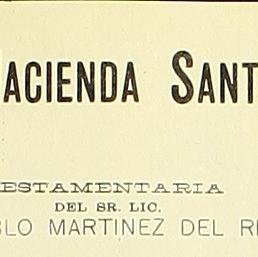 ACIENDA SANT
ESTAMENTARIA
DEL SR. LIC.
BLO MARTINEZ DEL R